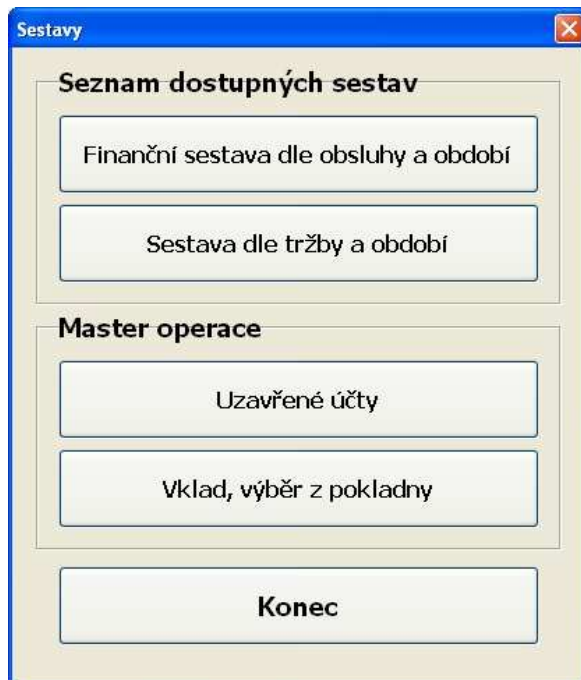 Sestavy
Seznam dostupných sestav
Finanční sestava dle obsluhy a období
Sestava dle tržby a období
Master operace
Uzavřené účty
Vklad, výběr z pokladny
Konec